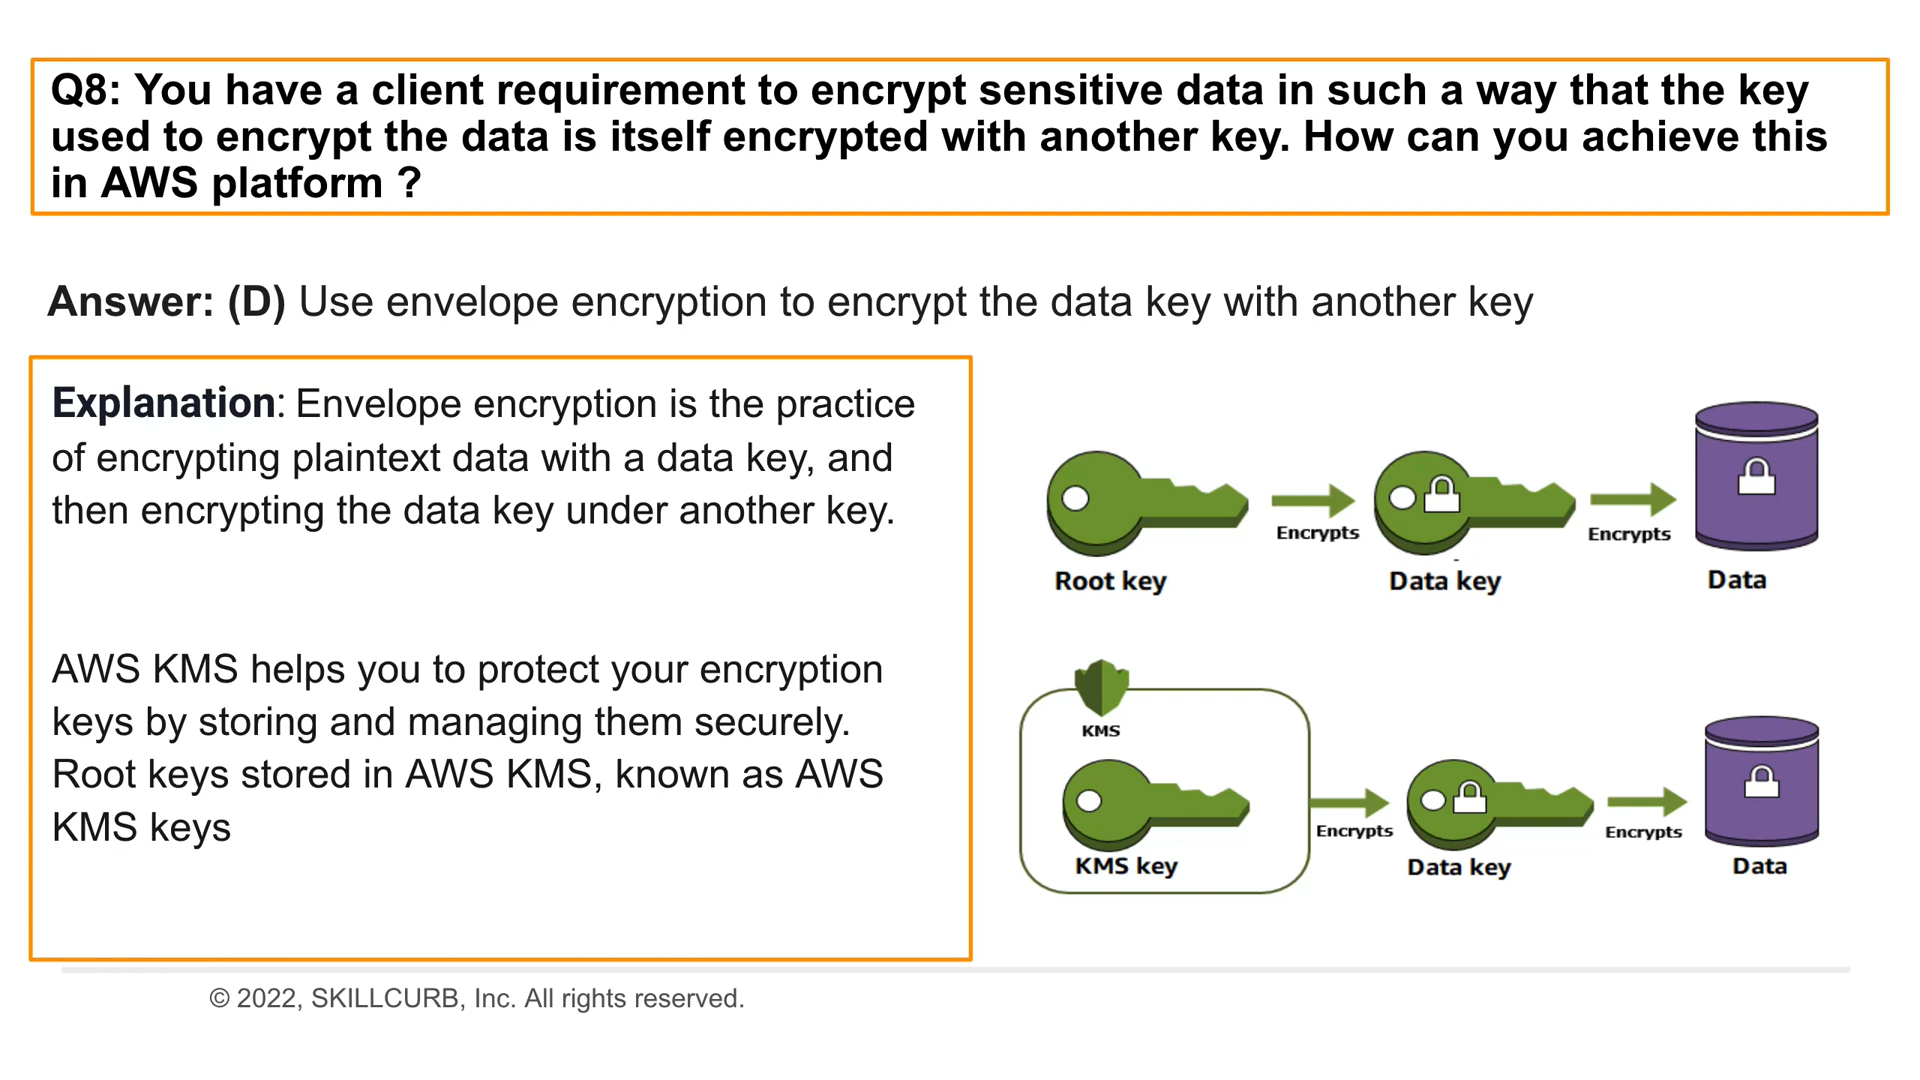 Q8: You have a client requirement to encrypt sensitive data in such a way that the key
used to encrypt the data is itself encrypted with another key. How can you achieve this
in AWS platform ?
Answer: (D) Use envelope encryption to encrypt the data key with another key
Explanation: Envelope encryption is the practice
of encrypting plaintext data with a data key, and
then encrypting the data key under another key.
AWS KMS helps you to protect your encryption
keys by storing and managing them securely.
Root keys stored in AWS KMS, known as AWS
KMS keys
Encrypts
Encrypts
Root key
Data key
Data
KMS
Encrypts
Encrypts
KMS key
Data key
Data
© 2022, SKILLCURB, Inc. All rights reserved.